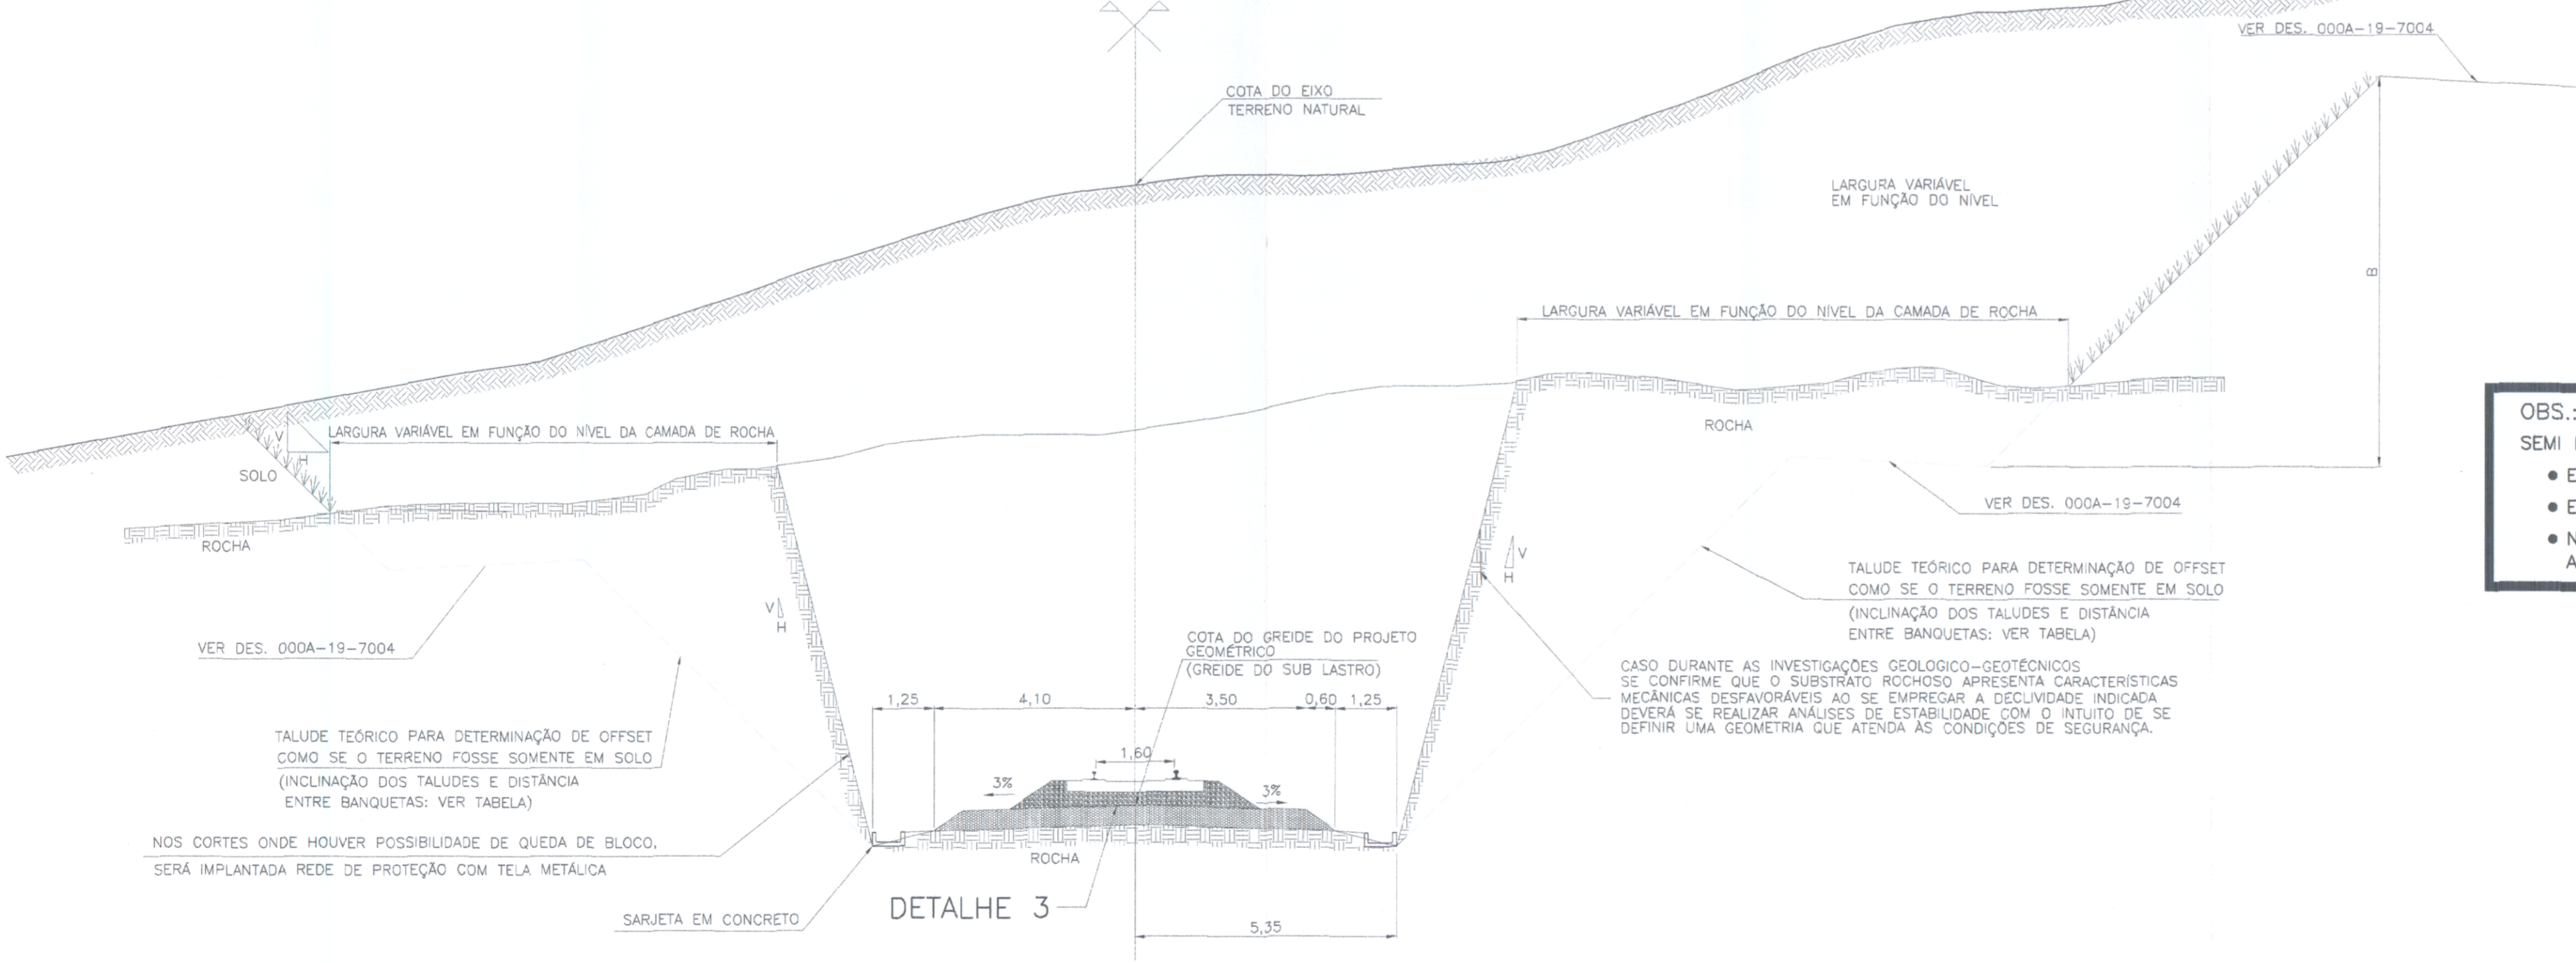 VER DES. 000A-19-7004
COTA DO EIXO
TERRENO NATURAL
LARGURA VARIÁVEL
EM FUNÇÃO DO NÍVEL
B
LARGURA VARIÁVEL EM FUNÇÃO DO NÍVEL DA CAMADA DE ROCHA
ROCHA
LARGURA VARIÁVEL EM FUNÇÃO DO NÍVEL DA CAMADA DE ROCHA
V
H
SOLO
ROCHA
OBS.:
SEMI
VER DES. 000A-19-7004
V
H
TALUDE TEÓRICO PARA DETERMINAÇÃO DE OFFSET
COMO SE O TERRENO FOSSE SOMENTE EM SOLO
(INCLINAÇÃO DOS TALUDES E DISTÂNCIA
ENTRE BANQUETAS: VER TABELA)
V
H
VER DES. 000A-19-7004
COTA DO GREIDE DO PROJETO
GEOMÉTRICO
(GREIDE DO SUB LASTRO)
CASO DURANTE AS INVESTIGAÇÕES GEOLOGICO-GEOTÉCNICOS
SE CONFIRME QUE O SUBSTRATO ROCHOSO APRESENTA CARACTERÍSTICAS
MECÂNICAS DESFAVORÁVEIS AO SE EMPREGAR A DECLIVIDADE INDICADA
DEVERÁ SE REALIZAR ANÁLISES DE ESTABILIDADE COM O INTUITO DE SE
DEFINIR UMA GEOMETRIA QUE ATENDA ÀS CONDIÇÕES DE SEGURANÇA.
1,25 4,10 3,50 0,60 1,25
TALUDE TEÓRICO PARA DETERMINAÇÃO DE OFFSET
COMO SE O TERRENO FOSSE SOMENTE EM SOLO
(INCLINAÇÃO DOS TALUDES E DISTÂNCIA
ENTRE BANQUETAS: VER TABELA)
1,60
3% 3%
NOS CORTES ONDE HOUVER POSSIBILIDADE DE QUEDA DE BLOCO,
SERÁ IMPLANTADA REDE DE PROTEÇÃO COM TELA METÁLICA
ROCHA
DETALHE 3
SARJETA EM CONCRETO
5,35